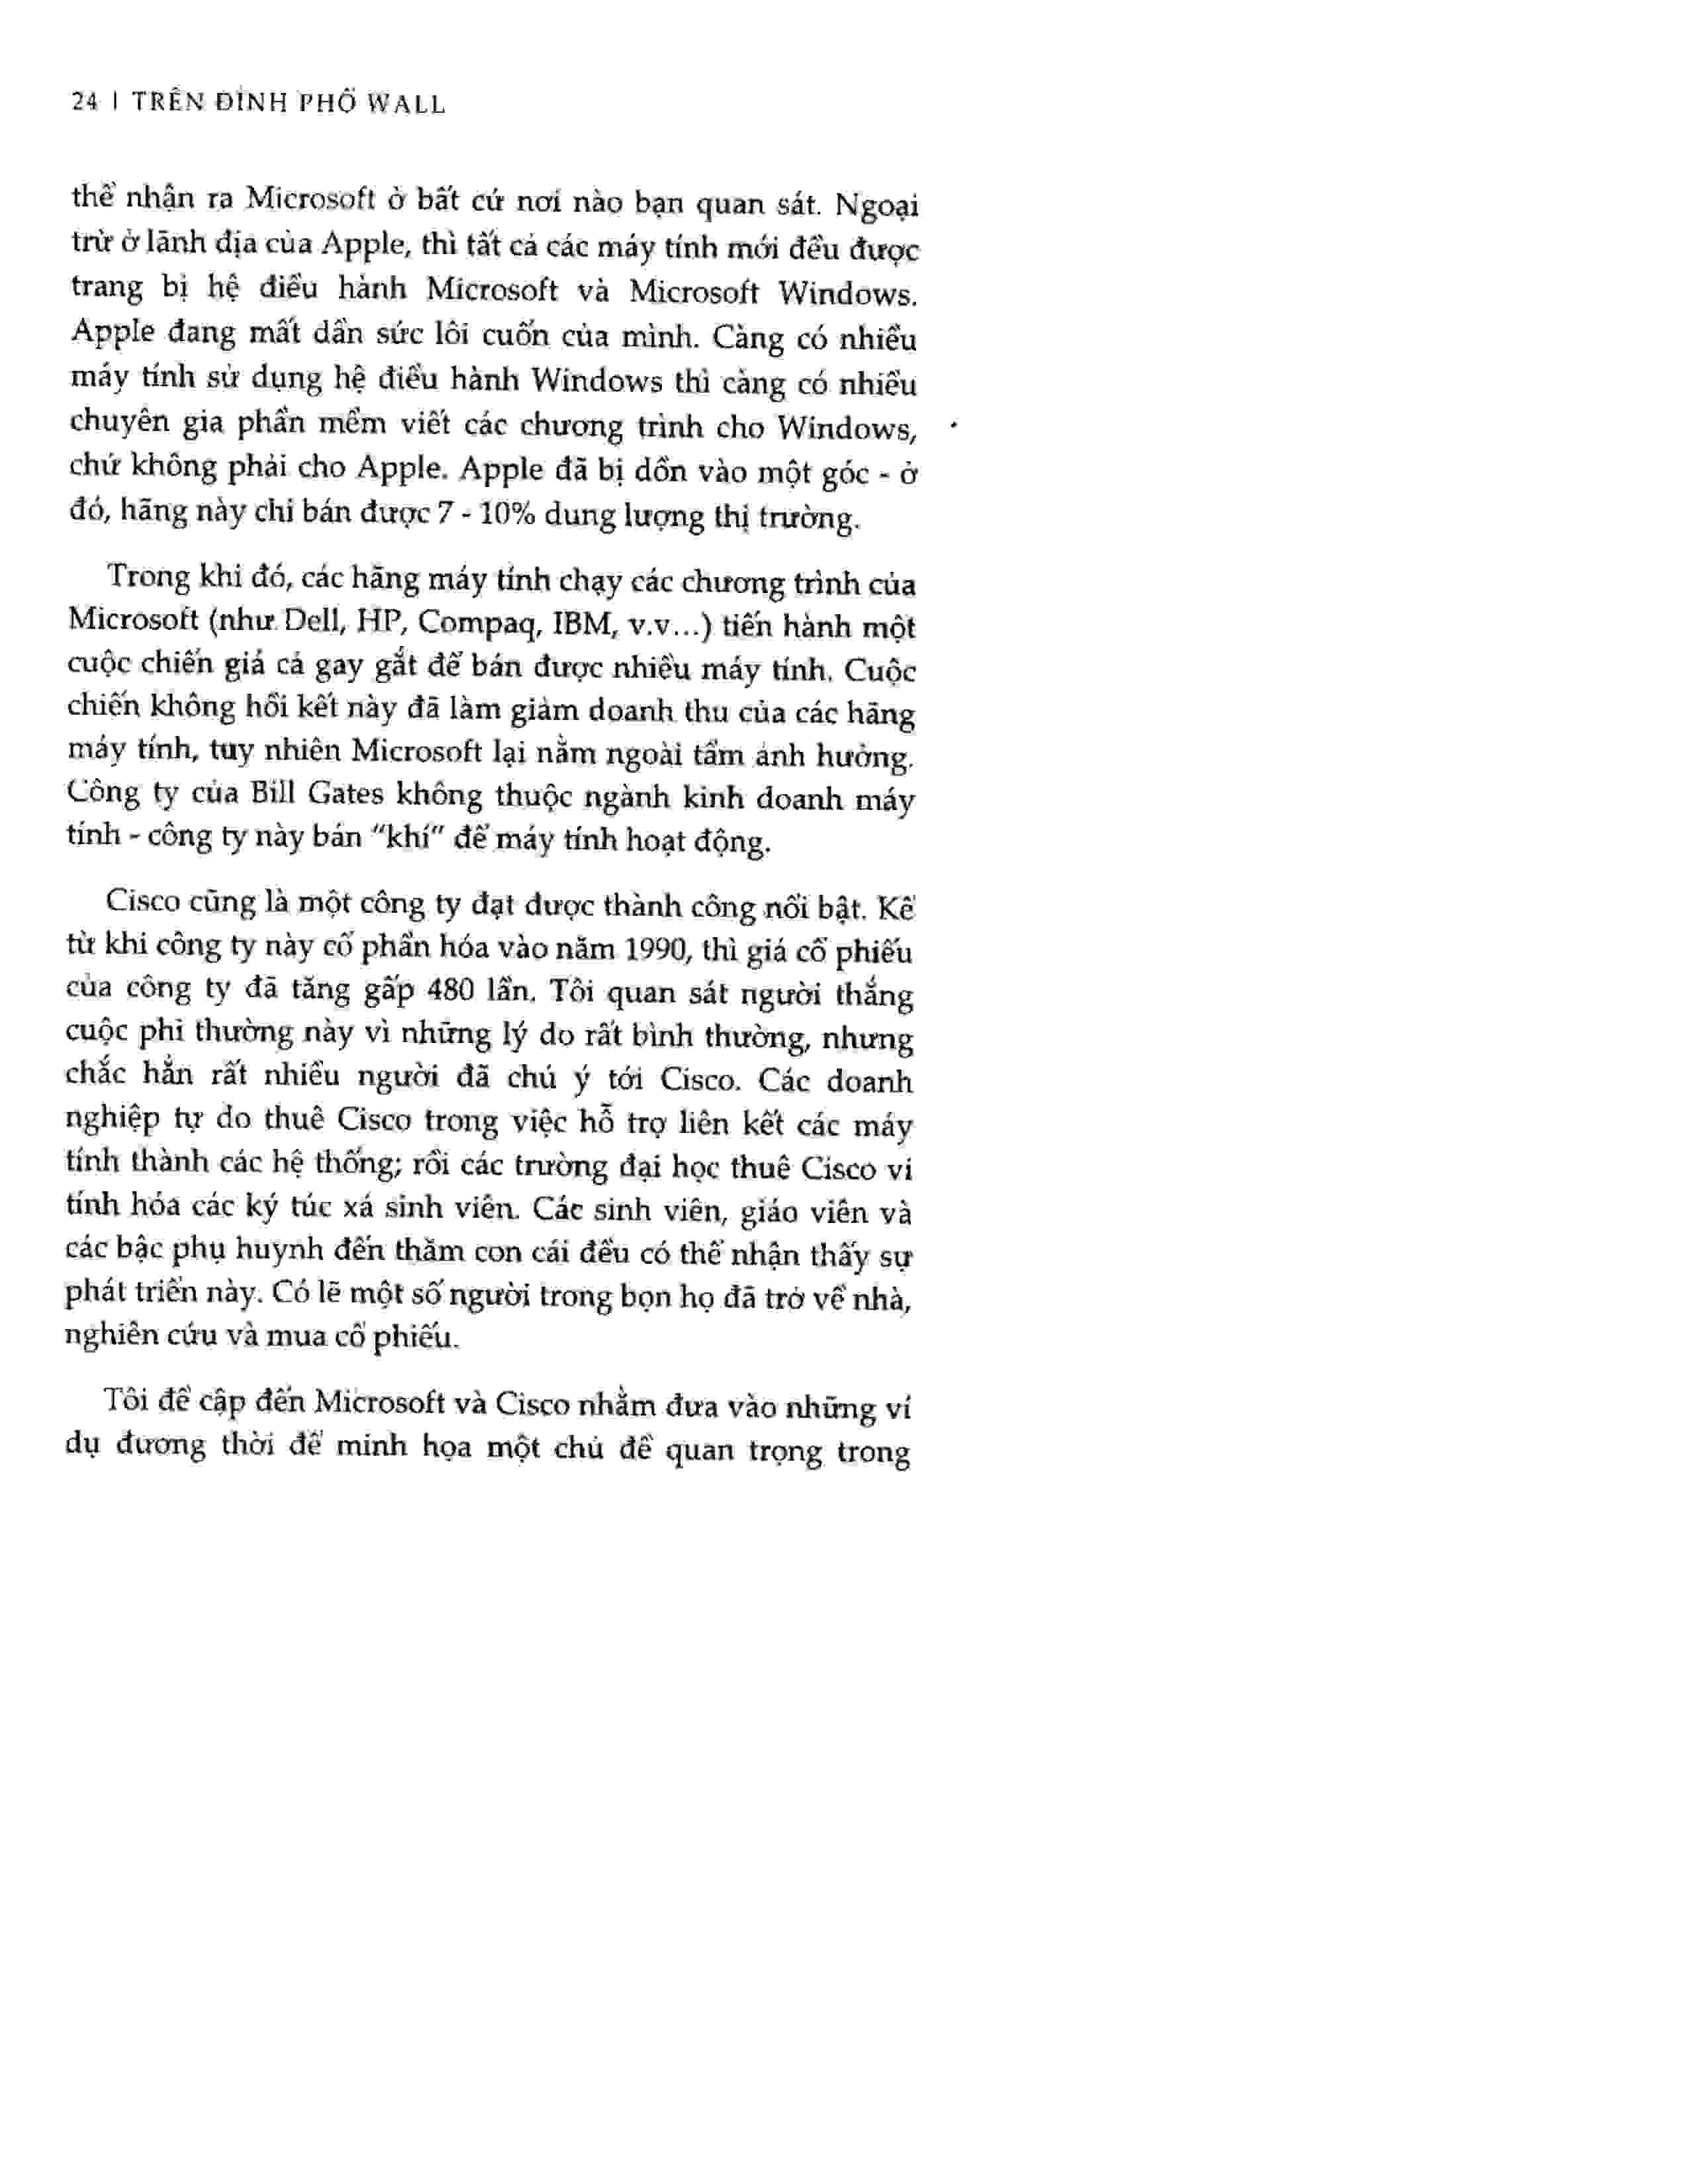 24 | TRÊN ĐỈNH PHỐ WALL
thể nhận ra Microsoft ở bất cứ nơi nào bạn quan sát. Ngoại
trừ ở lãnh địa của Apple, thì tất cả các máy tính mới đều được
trang bị hệ điều hành Microsoft và Microsoft Windows.
Apple đang mất dần sức lôi cuốn của mình. Càng có nhiều
máy tính sử dụng hệ điều hành Windows thì càng có nhiều
chuyên gia phần mềm viết các chương trình cho Windows,
chứ không phải cho Apple. Apple đã bị dồn vào một góc - ở
đó, hãng này chỉ bán được 7 - 10% dung lượng thị trường.
Trong khi đó, các hãng máy tính chạy các chương trình của
Microsoft (như Dell, HP, Compaq, IBM, v.v...) tiến hành một
cuộc chiến giá cả gay gắt để bán được nhiều máy tính. Cuộc
chiến không hồi kết này đã làm giảm doanh thu của các hãng
máy tính, tuy nhiên Microsoft lại nằm ngoài tầm ảnh hưởng.
Công ty của Bill Gates không thuộc ngành kinh doanh máy
tính - công ty này bán “khí” để máy tính hoạt động.
Cisco cũng là một công ty đạt được thành công nổi bật. Kể
từ khi công ty này cổ phần hóa vào năm 1990, thì giá cổ phiếu
của công ty đã tăng gấp 480 lần. Tôi quan sát người thắng
cuộc phi thường này vì những lý do rất bình thường, nhưng
chắc hẳn rất nhiều người đã chú ý tới Cisco. Các doanh
nghiệp tự do thuê Cisco trong việc hỗ trợ liên kết các máy
tính thành các hệ thống; rồi các trường đại học thuê Cisco vi
tính hóa các ký túc xá sinh viên. Các sinh viên, giáo viên và
các bậc phụ huynh đến thăm con cái đều có thể nhận thấy sự
phát triển này. Có lẽ một số người trong bọn họ đã trở về nhà,
nghiên cứu và mua cổ phiếu.
Tôi đề cập đến Microsoft và Cisco nhằm đưa vào những ví
dụ đương thời để minh họa một chủ đề quan trọng trong